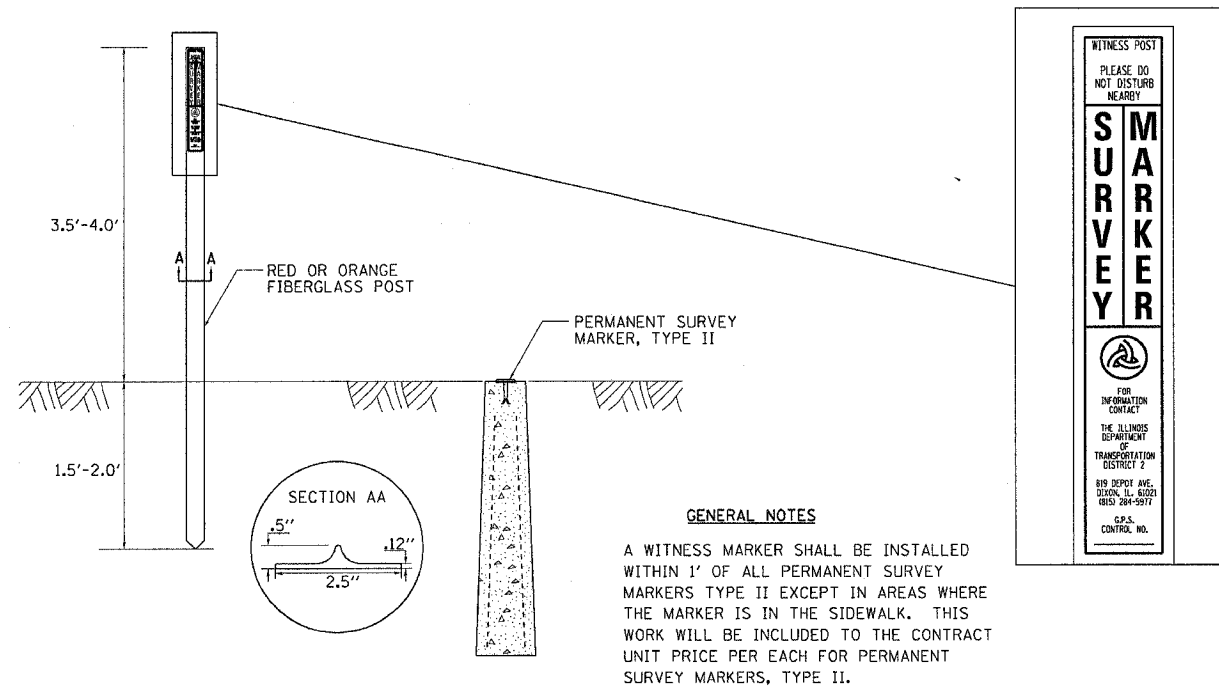 3.5'-4.0'
A A
RED OR ORANGE
FIBERGLASS POST
PERMANENT SURVEY
MARKER, TYPE II
1.5'-2.0'
SECTION AA
.5"
.12"
2.5"
GENERAL NOTES
A WITNESS MARKER SHALL BE INSTALLED
WITHIN 1' OF ALL PERMANENT SURVEY
MARKERS TYPE II EXCEPT IN AREAS WHERE
THE MARKER IS IN THE SIDEWALK. THIS
WORK WILL BE INCLUDED TO THE CONTRACT
UNIT PRICE PER EACH FOR PERMANENT
SURVEY MARKERS, TYPE II.
WITNESS POST
PLEASE DO
NOT DISTURB
NEARBY
SURVEY
MARKER
FOR
INFORMATION
CONTACT
THE ILLINOIS
DEPARTMENT
OF
TRANSPORTATION
DISTRICT 2
819 DEPOT AVE.
DIXON, IL. 61021
(815) 284-5977
G.P.S.
CONTROL NO.